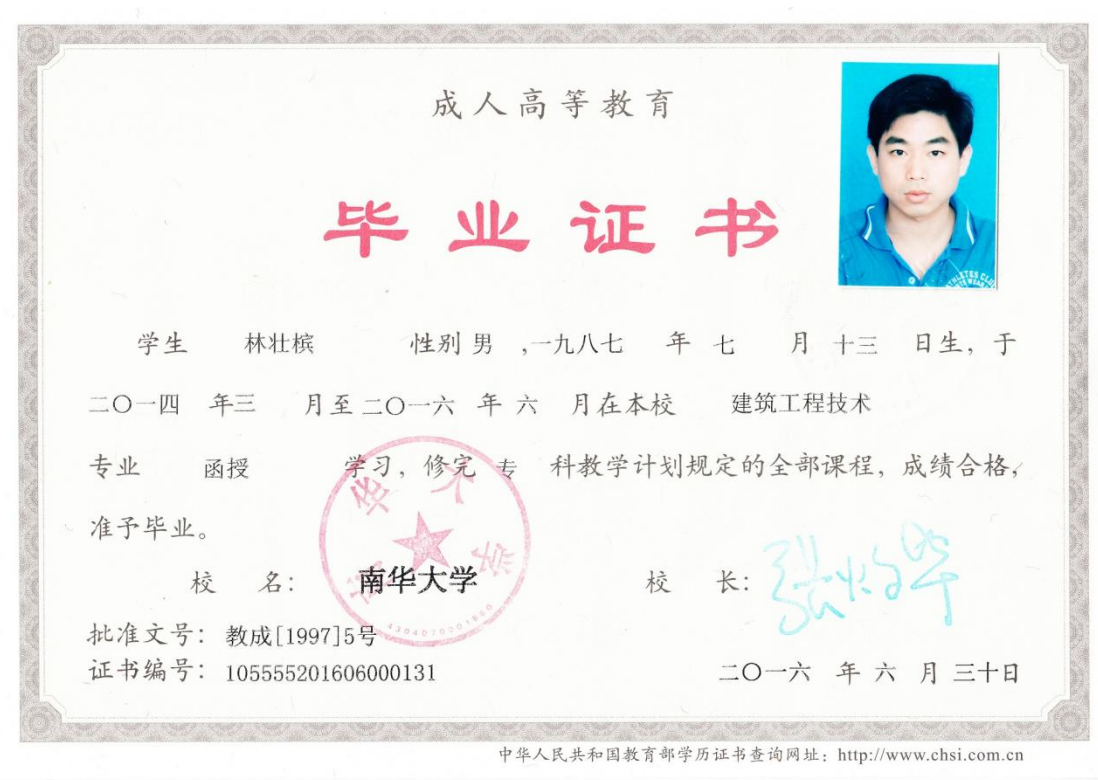 成人高等教育
毕业证书
学生 林壮槟 性别 男 ,一九八七 年 七 月 十三 日生，于
二〇一四 年三 月至 二〇一六 年 六 月在本校 建筑工程技术
专业 函授 学习，修完 专 科教学计划规定的全部课程，成绩合格，
准予毕业。
校 名： 南华大学 校 长：
批准文号：教成[1997]5号
证书编号：105555201606000131 二〇一六 年 六 月 三十日
中华人民共和国教育部学历证书查询网址：http://www.chsi.com.cn
南华大学